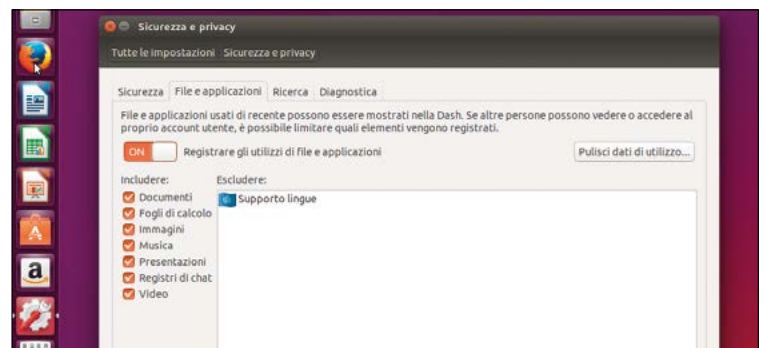 Sicurezza e privacy
Tutte le impostazioni Sicurezza e privacy
Sicurezza File e applicazioni Ricerca Diagnostica
File e applicazioni usati di recente possono essere mostrati nella Dash. Se altre persone possono vedere o accedere al
proprio account utente, è possibile limitare quali elementi vengono registrati.
ON Registrare gli utilizzi di file e applicazioni Pulisci dati di utilizzo...
Includere: Escludere:
Documenti Supporto lingue
Fogli di calcolo
Immagini
Musica
Presentazioni
Registri di chat
Video